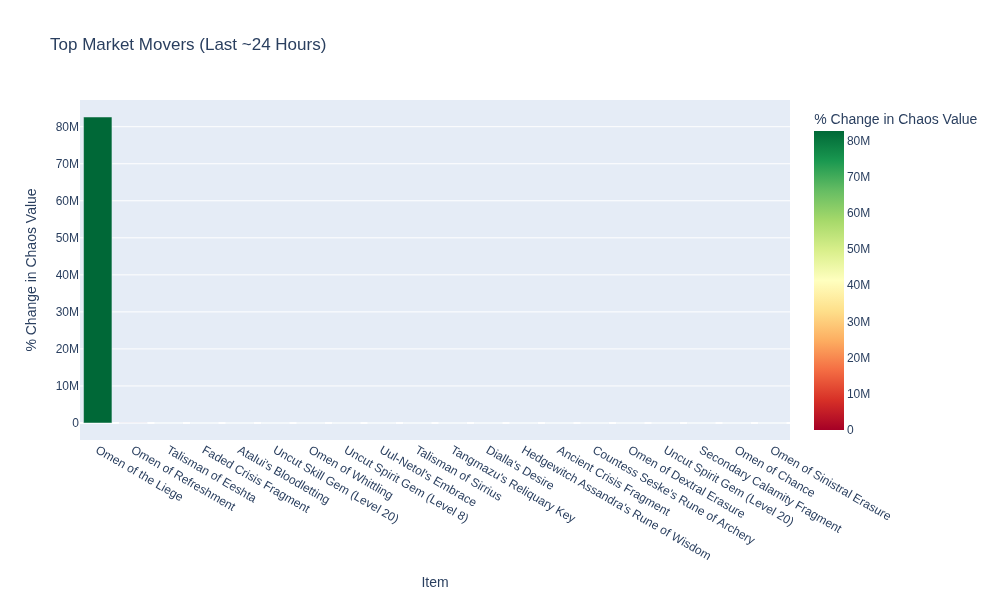 Top Market Movers (Last ~24 Hours)
% Change in Chaos Value
80M
70M
60M
50M
40M
30M
20M
10M
0
Omen of the Liege
Omen of Refreshment
Talisman of Eeshta
Faded Crisis Fragment
Atalui's Bloodletting
Uncut Skill Gem (Level 20)
Omen of Whittling
Uncut Spirit Gem (Level 8)
Uul-Netol's Embrace
Talisman of Sirrius
Tangmazu's Reliquary Key
Dialla's Desire
Hedgewitch Assandra's Rune of Wisdom
Ancient Crisis Fragment
Countess Seske's Rune of Archery
Omen of Dextral Erasure
Uncut Spirit Gem (Level 20)
Secondary Calamity Fragment
Omen of Chance
Omen of Sinistral Erasure
Item
% Change in Chaos Value
80M
70M
60M
50M
40M
30M
20M
10M
0